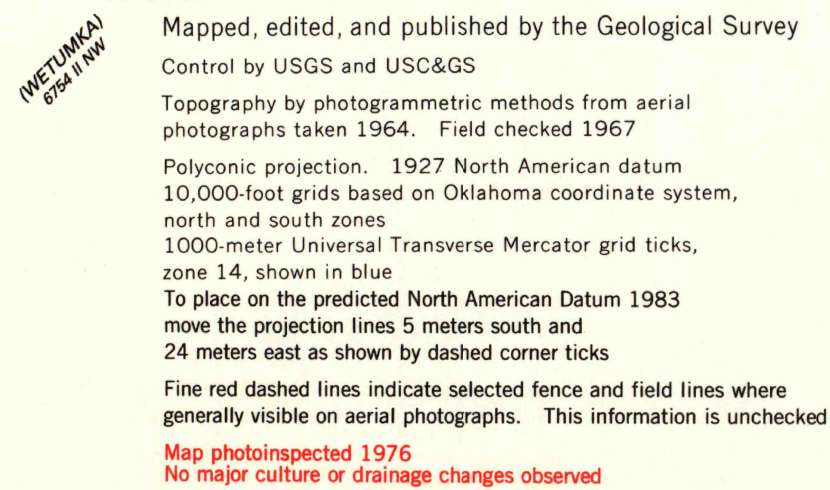 (WETUMKA)
6754 II NW
Mapped, edited, and published by the Geological Survey
Control by USGS and USC&GS
Topography by photogrammetric methods from aerial
photographs taken 1964. Field checked 1967
Polyconic projection. 1927 North American datum
10,000-foot grids based on Oklahoma coordinate system,
north and south zones
1000-meter Universal Transverse Mercator grid ticks,
zone 14, shown in blue
To place on the predicted North American Datum 1983
move the projection lines 5 meters south and
24 meters east as shown by dashed corner ticks
Fine red dashed lines indicate selected fence and field lines where
generally visible on aerial photographs. This information is unchecked
Map photoinspected 1976
No major culture or drainage changes observed